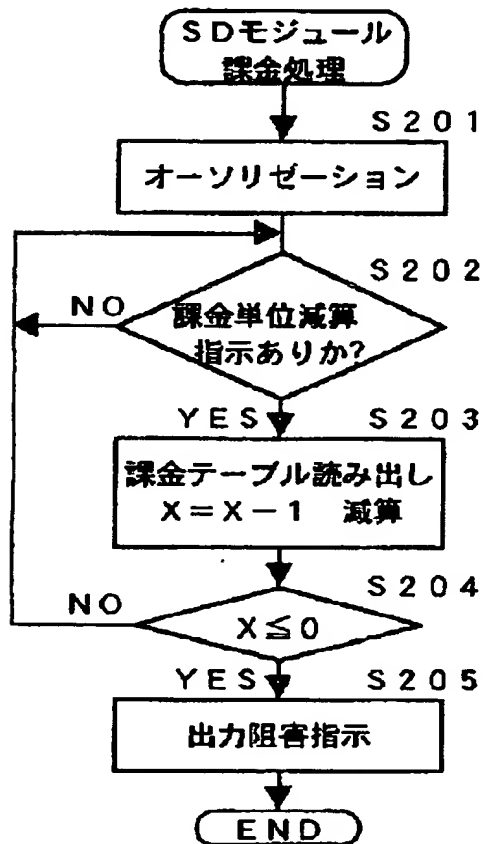 SDモジュール
課金処理
S201
オーソリゼーション
S202
NO
課金単位減算
指示ありか?
YES
S203
課金テーブル読み出し
X=X-1 減算
S204
NO
X≦0
YES
S205
出力阻害指示
END